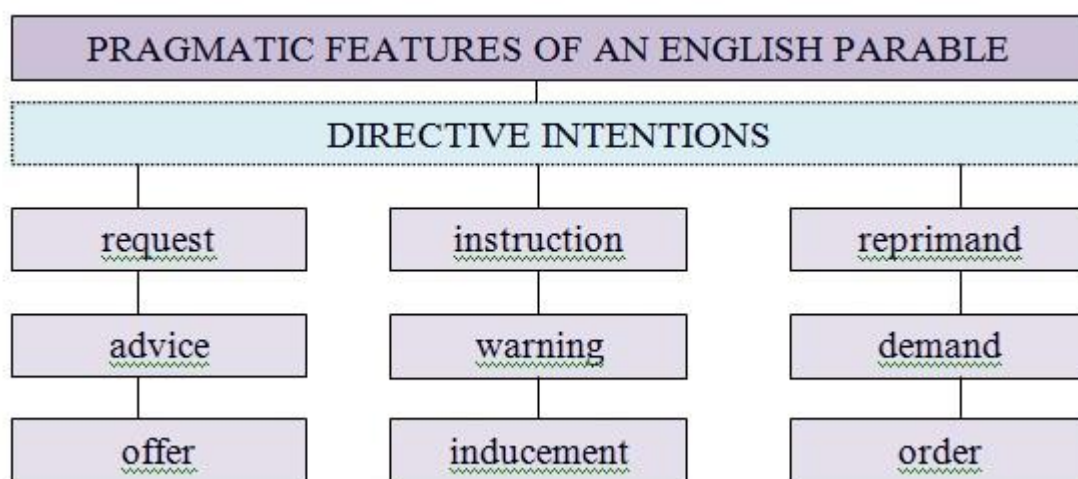 PRAGMATIC FEATURES OF AN ENGLISH PARABLE
DIRECTIVE INTENTIONS
request
instruction
reprimand
advice
warning
demand
offer
inducement
order